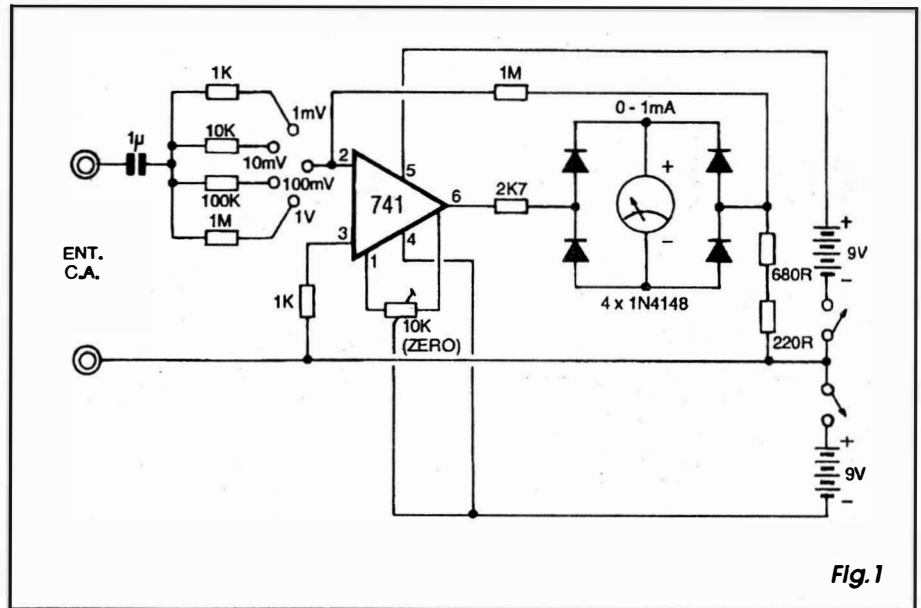 1K
1M
1mV
0 - 1mA
1µ
10K
10mV
2
5
+
100K
100mV
741
6
2K7
+
1M
1V
4
9V
ENT.
C.A.
3
1
−
680R
−
1K
10K
(ZERO)
4 x 1N4148
220R
+
9V
−
Fig.1